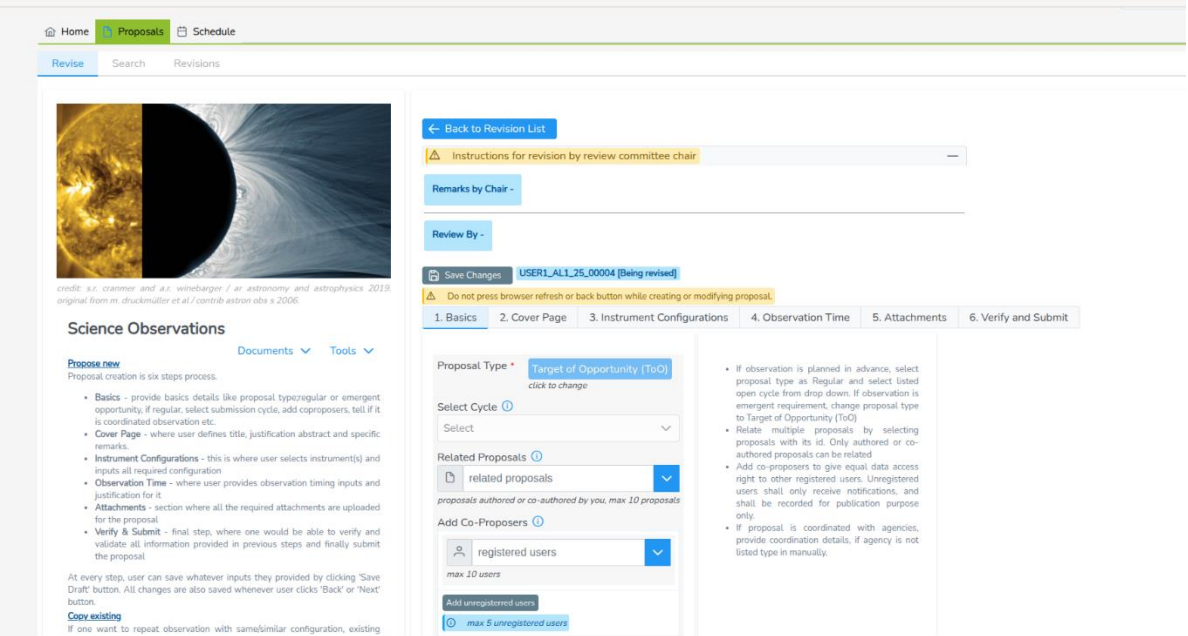 Home Proposals Schedule
Revise Search Revisions
credit: s.r. cranmer and a.r. winebarger / ar astronomy and astrophysics 2019.
original from m. druckmüller et al / contrib astron obs s 2006.
Science Observations
Documents Tools
Propose new
Proposal creation is six steps process.
Basics - provide basics details like proposal type;regular or emergent
opportunity, if regular, select submission cycle, add coproposers, tell if it
is coordinated observation etc.
Cover Page - where user defines title, justification abstract and specific
remarks.
Instrument Configurations - this is where user selects instrument(s) and
inputs all required configuration
Observation Time - where user provides observation timing inputs and
justification for it
Attachments - section where all the required attachments are uploaded
for the proposal
Verify & Submit - final step, where one would be able to verify and
validate all information provided in previous steps and finally submit
the proposal
At every step, user can save whatever inputs they provided by clicking 'Save
Draft' button. All changes are also saved whenever user clicks 'Back' or 'Next'
button.
Copy existing
If one want to repeat observation with same/similar configuration, existing
Back to Revision List
Instructions for revision by review committee chair
Remarks by Chair -
Review By -
Save Changes USER1_AL1_25_00004 [Being revised]
Do not press browser refresh or back button while creating or modifying proposal.
1. Basics 2. Cover Page 3. Instrument Configurations 4. Observation Time 5. Attachments 6. Verify and Submit
Proposal Type * Target of Opportunity (ToO)
click to change
Select Cycle
Select
Related Proposals
related proposals
proposals authored or co-authored by you, max 10 proposals
Add Co-Proposers
registered users
max 10 users
Add unregisterred users
max 5 unregistered users
If observation is planned in advance, select
proposal type as Regular and select listed
open cycle from drop down. If observation is
emergent requirement, change proposal type
to Target of Opportunity (ToO)
Relate multiple proposals by selecting
proposals with its id. Only authored or co-
authored proposals can be related
Add co-proposers to give equal data access
right to other registered users. Unregistered
users shall only receive notifications, and
shall be recorded for publication purpose
only.
If proposal is coordinated with agencies,
provide coordination details, if agency is not
listed type in manually.